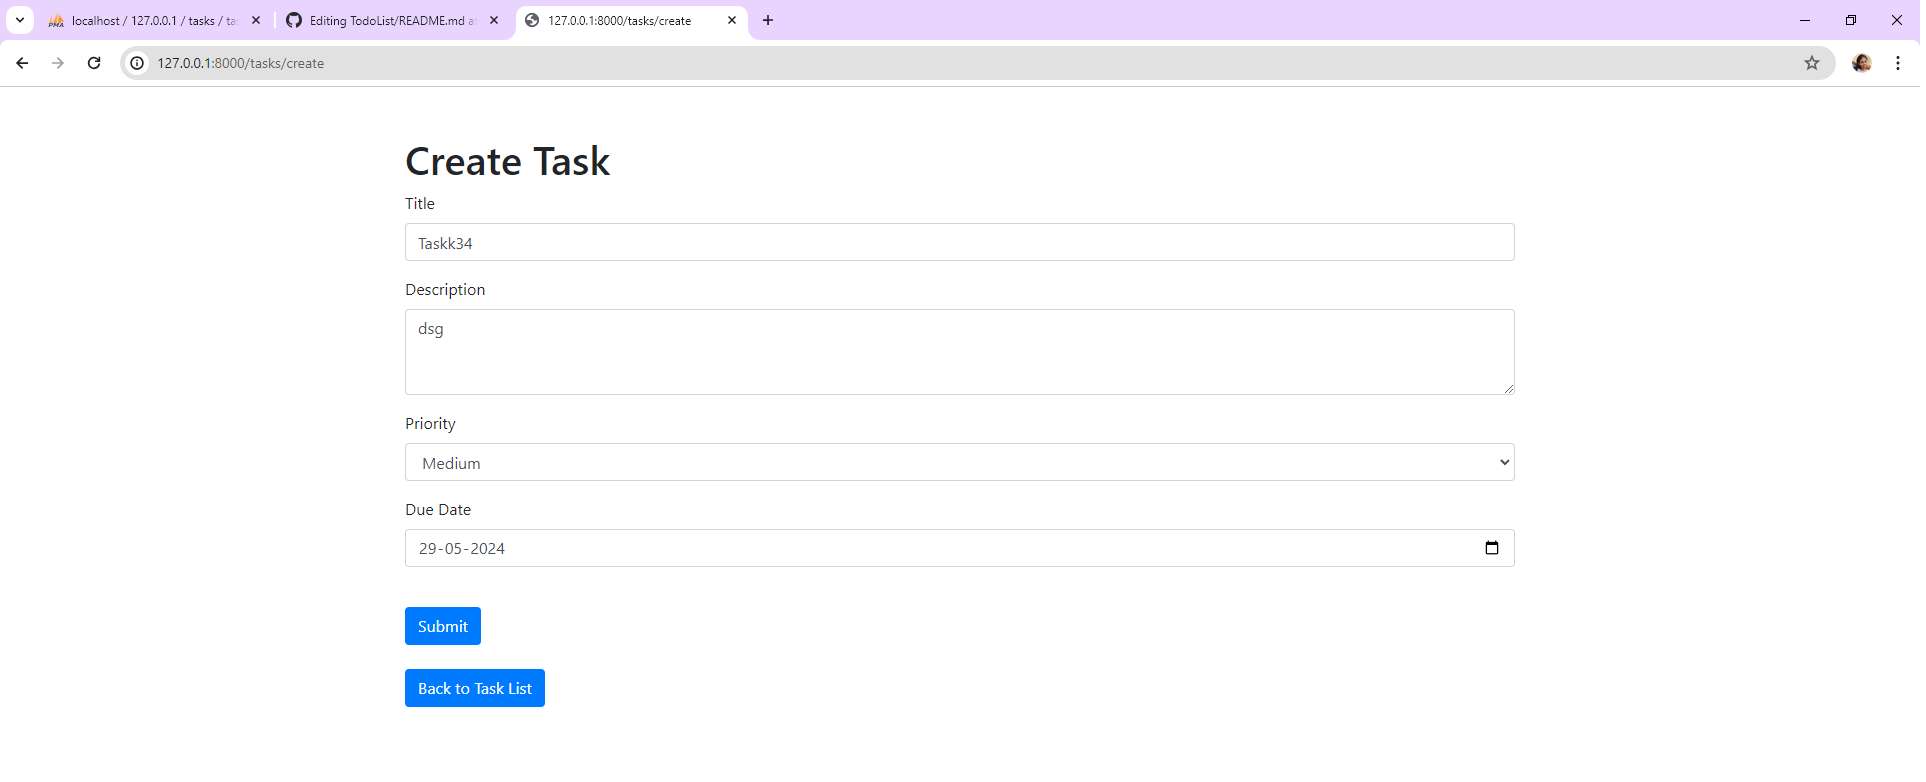 localhost / 127.0.0.1 / tasks / ta
Editing TodoList/README.md a
127.0.0.1:8000/tasks/create
127.0.0.1:8000/tasks/create
Create Task
Title
Taskk34
Description
dsg
Priority
Medium
Due Date
29-05-2024
Submit
Back to Task List